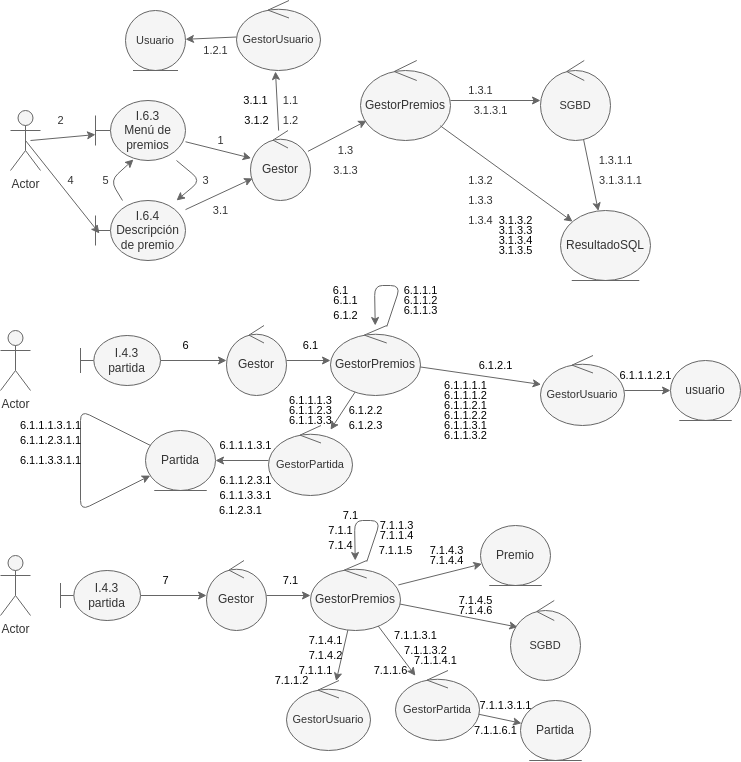 Usuario
GestorUsuario
1.2.1
3.1.1
1.1
3.1.2
1.2
GestorPremios
1.3.1
3.1.3.1
SGBD
2
I.6.3
Menú de
premios
1
Gestor
1.3
3.1.3
1.3.1.1
3.1.3.1.1
Actor
4
5
3
I.6.4
Descripción
de premio
3.1
1.3.2
1.3.3
1.3.4
3.1.3.2
3.1.3.3
3.1.3.4
3.1.3.5
ResultadoSQL
6.1
6.1.1
6.1.2
6.1.1.1
6.1.1.2
6.1.1.3
I.4.3
partida
6
Gestor
6.1
GestorPremios
6.1.2.1
Actor
6.1.1.1.1
6.1.1.1.2
6.1.1.2.1
6.1.1.2.2
6.1.1.3.1
6.1.1.3.2
GestorUsuario
6.1.1.1.2.1
usuario
6.1.1.1.3
6.1.1.2.3
6.1.1.3.3
6.1.2.2
6.1.2.3
6.1.1.1.3.1.1
6.1.1.2.3.1.1
6.1.1.3.3.1.1
Partida
6.1.1.1.3.1
GestorPartida
6.1.1.2.3.1
6.1.1.3.3.1
6.1.2.3.1
7.1
7.1.1
7.1.4
7.1.1.3
7.1.1.4
7.1.1.5
I.4.3
partida
7
Gestor
7.1
GestorPremios
7.1.4.3
7.1.4.4
Premio
Actor
7.1.4.5
7.1.4.6
SGBD
7.1.4.1
7.1.4.2
7.1.1.1
7.1.1.2
7.1.1.3.1
7.1.1.3.2
7.1.1.4.1
7.1.1.6
GestorUsuario
GestorPartida
7.1.1.3.1.1
7.1.1.6.1
Partida